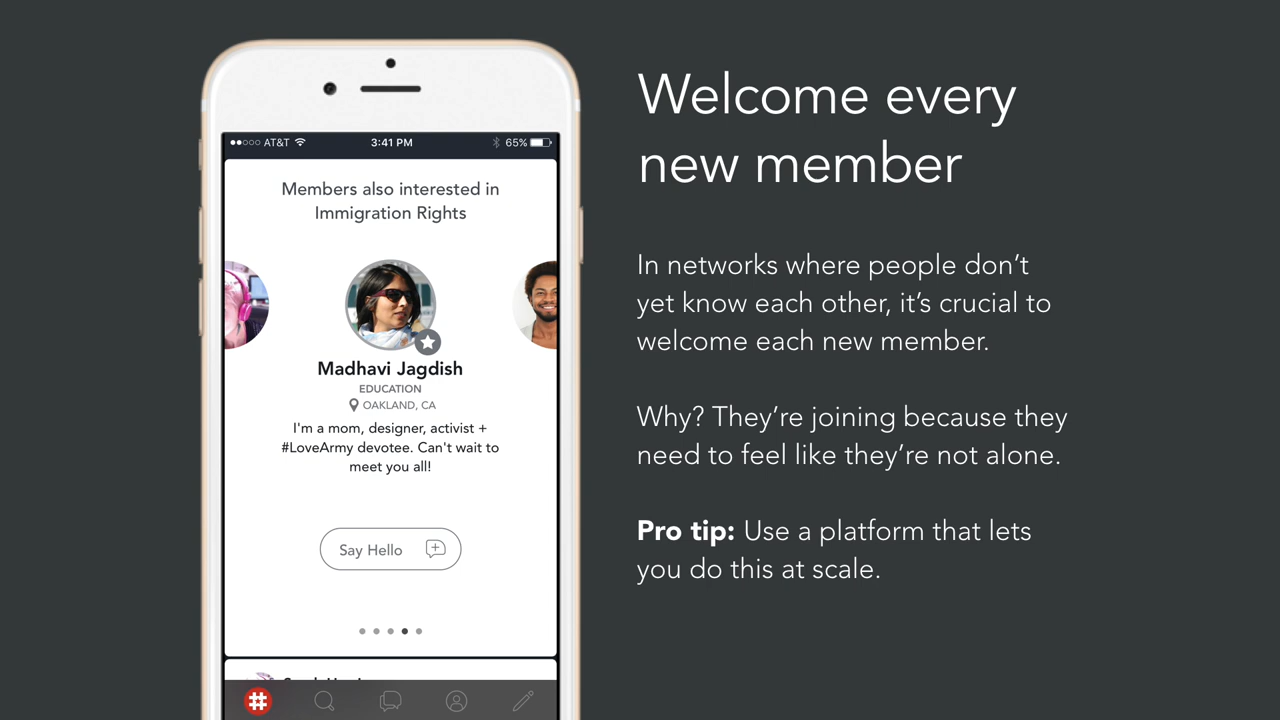 AT&T 3:41 PM 65%
Members also interested in
Immigration Rights
Madhavi Jagdish
EDUCATION
OAKLAND, CA
I'm a mom, designer, activist +
#LoveArmy devotee. Can't wait to
meet you all!
Say Hello
#
Welcome every
new member
In networks where people don’t
yet know each other, it’s crucial to
welcome each new member.
Why? They’re joining because they
need to feel like they’re not alone.
Pro tip: Use a platform that lets
you do this at scale.